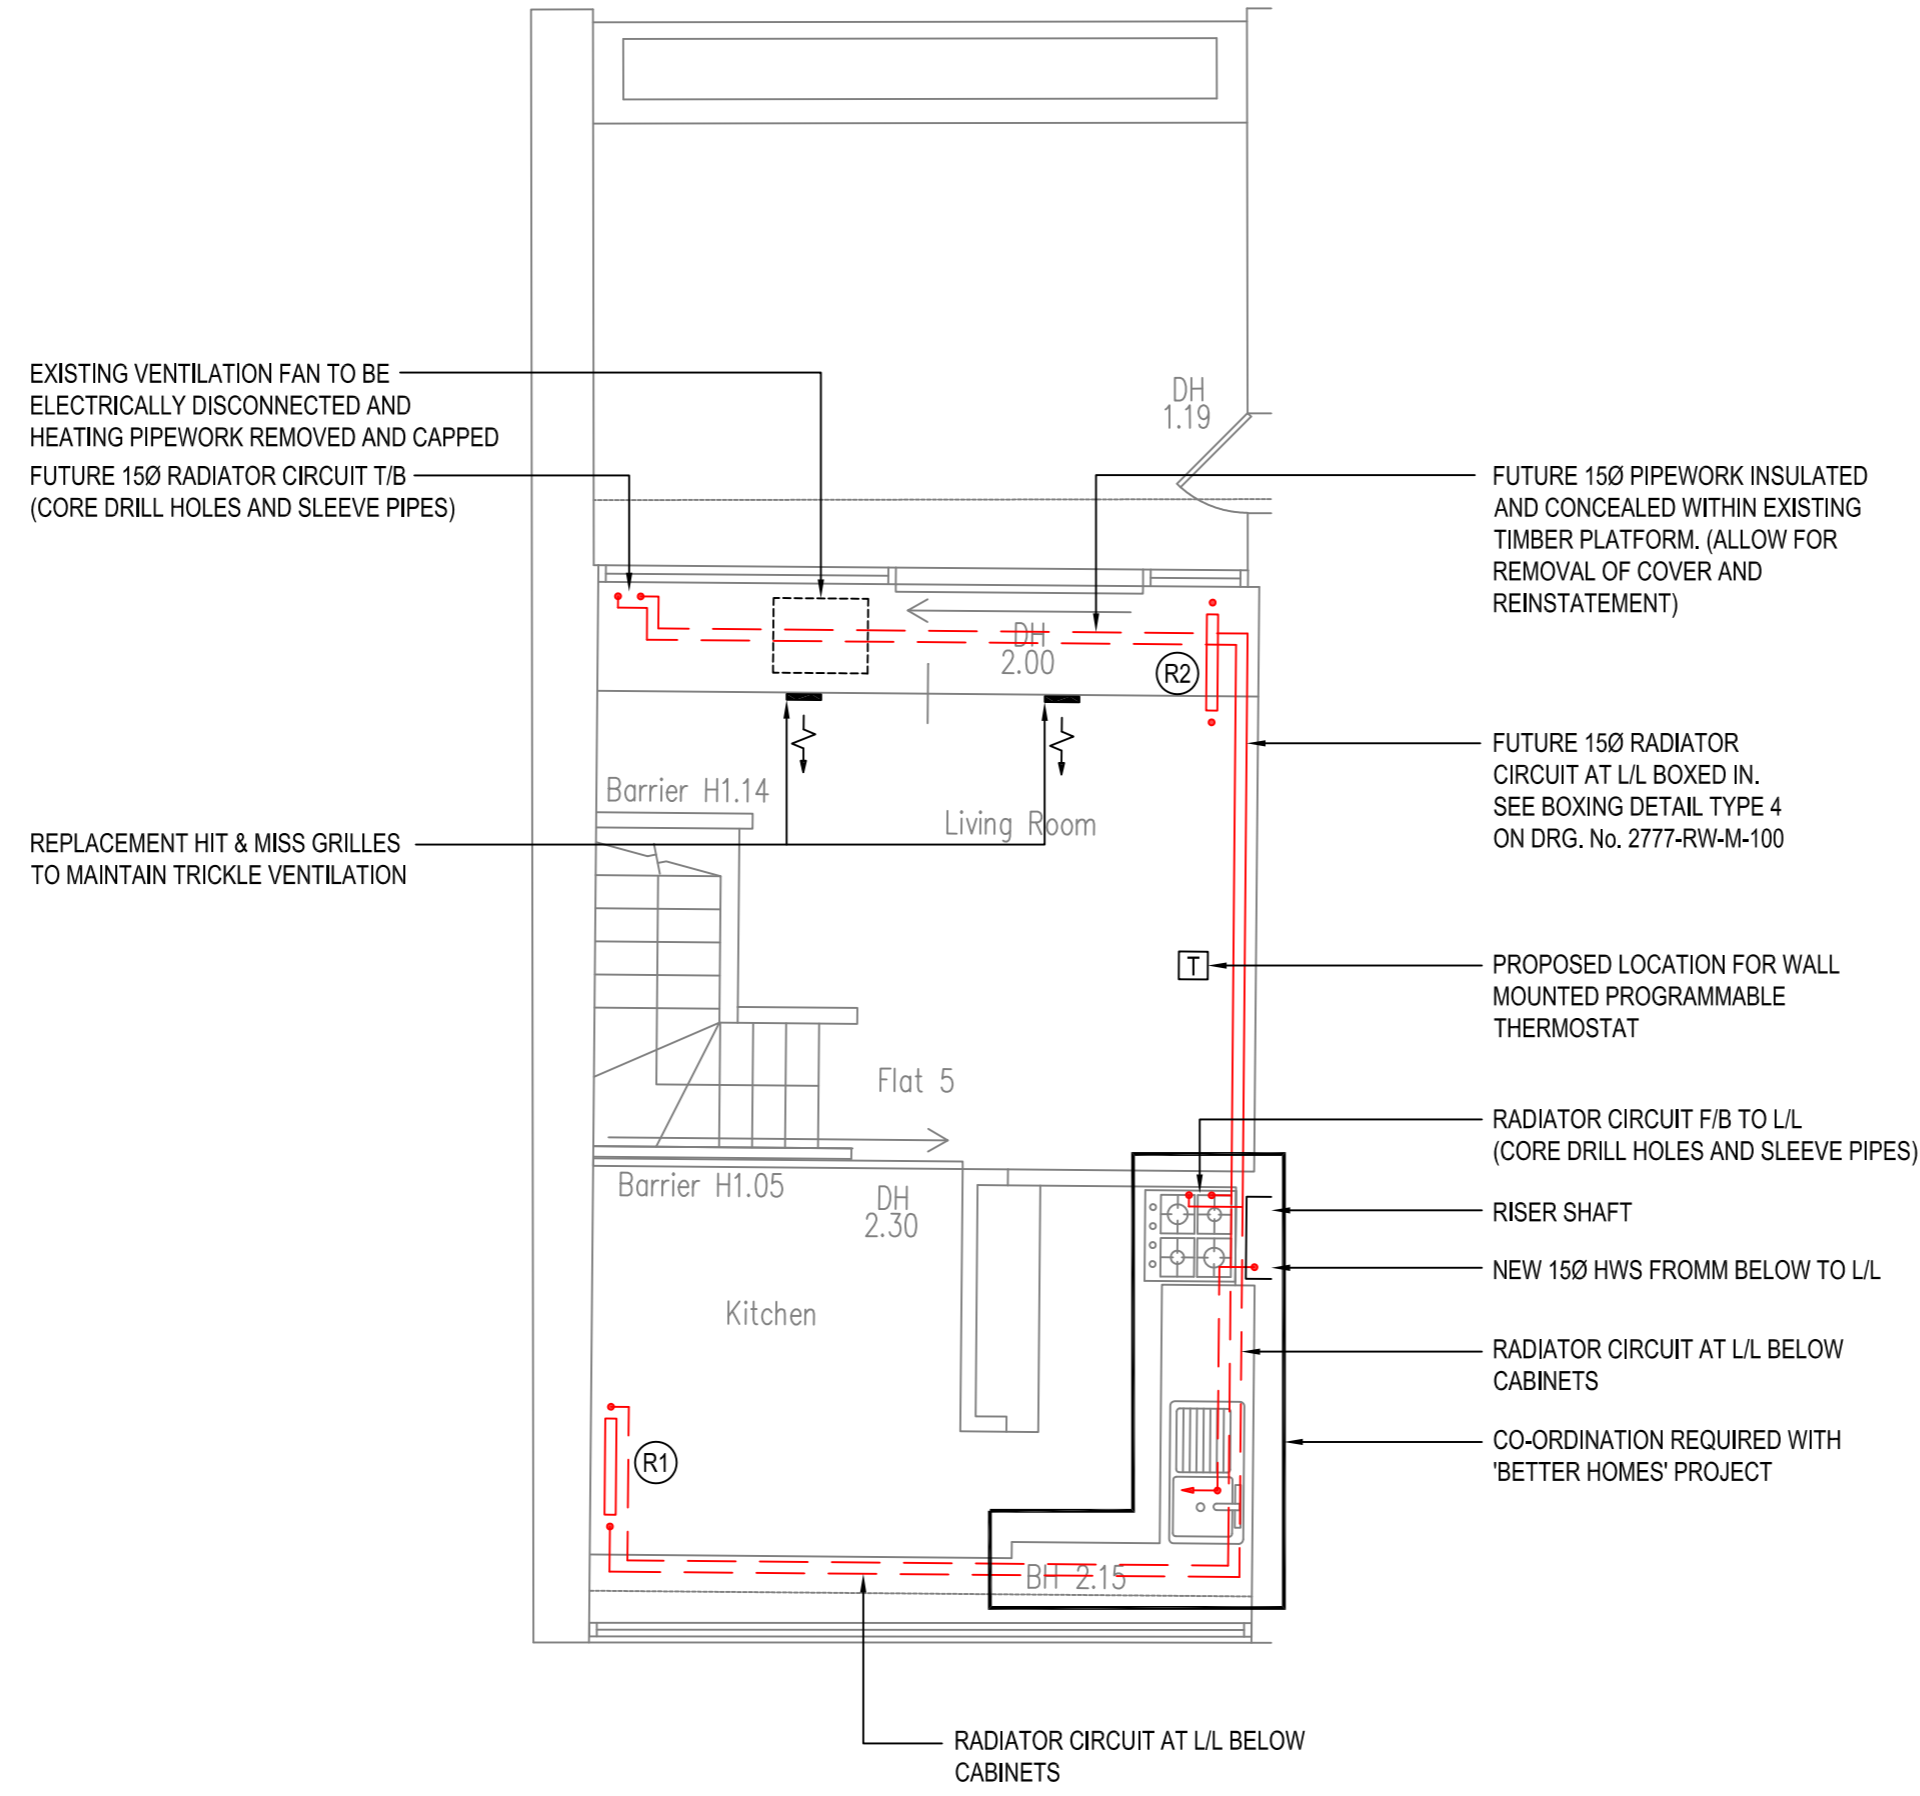 EXISTING VENTILATION FAN TO BE
ELECTRICALLY DISCONNECTED AND
HEATING PIPEWORK REMOVED AND CAPPED
FUTURE 15Ø RADIATOR CIRCUIT T/B
(CORE DRILL HOLES AND SLEEVE PIPES)
REPLACEMENT HIT & MISS GRILLES
TO MAINTAIN TRICKLE VENTILATION
DH
1.19
DH
2.00
R2
Barrier H1.14
Living Room
T
Flat 5
Barrier H1.05
DH
2.30
Kitchen
R1
BIT 2.15
FUTURE 15Ø PIPEWORK INSULATED
AND CONCEALED WITHIN EXISTING
TIMBER PLATFORM. (ALLOW FOR
REMOVAL OF COVER AND
REINSTATEMENT)
FUTURE 15Ø RADIATOR
CIRCUIT AT L/L BOXED IN.
SEE BOXING DETAIL TYPE 4
ON DRG. No. 2777-RW-M-100
PROPOSED LOCATION FOR WALL
MOUNTED PROGRAMMABLE
THERMOSTAT
RADIATOR CIRCUIT F/B TO L/L
(CORE DRILL HOLES AND SLEEVE PIPES)
RISER SHAFT
NEW 15Ø HWS FROMM BELOW TO L/L
RADIATOR CIRCUIT AT L/L BELOW
CABINETS
CO-ORDINATION REQUIRED WITH
'BETTER HOMES' PROJECT
RADIATOR CIRCUIT AT L/L BELOW
CABINETS